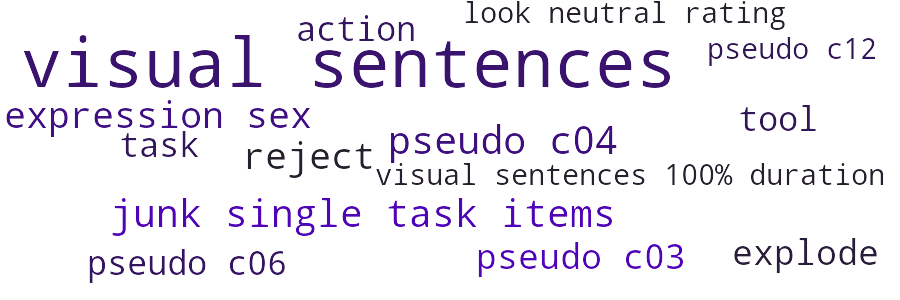 look neutral rating
action
visual sentences
pseudo c12
expression sex
tool
task
reject
pseudo c04
visual sentences 100% duration
junk single task items
explode
pseudo c03
pseudo c06